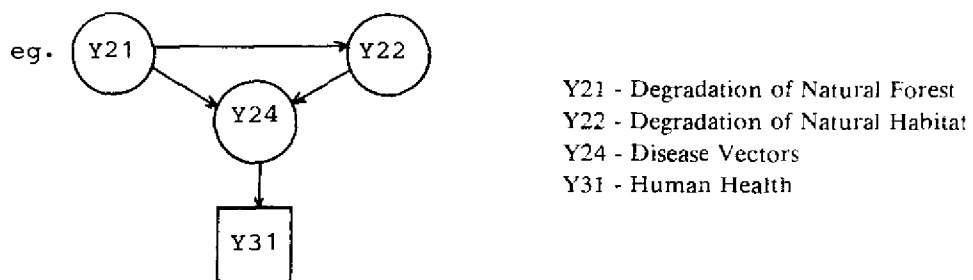 eg. Y21 Y22
Y24
Y31
Y21 - Degradation of Natural Forest
Y22 - Degradation of Natural Habitat
Y24 - Disease Vectors
Y31 - Human Health